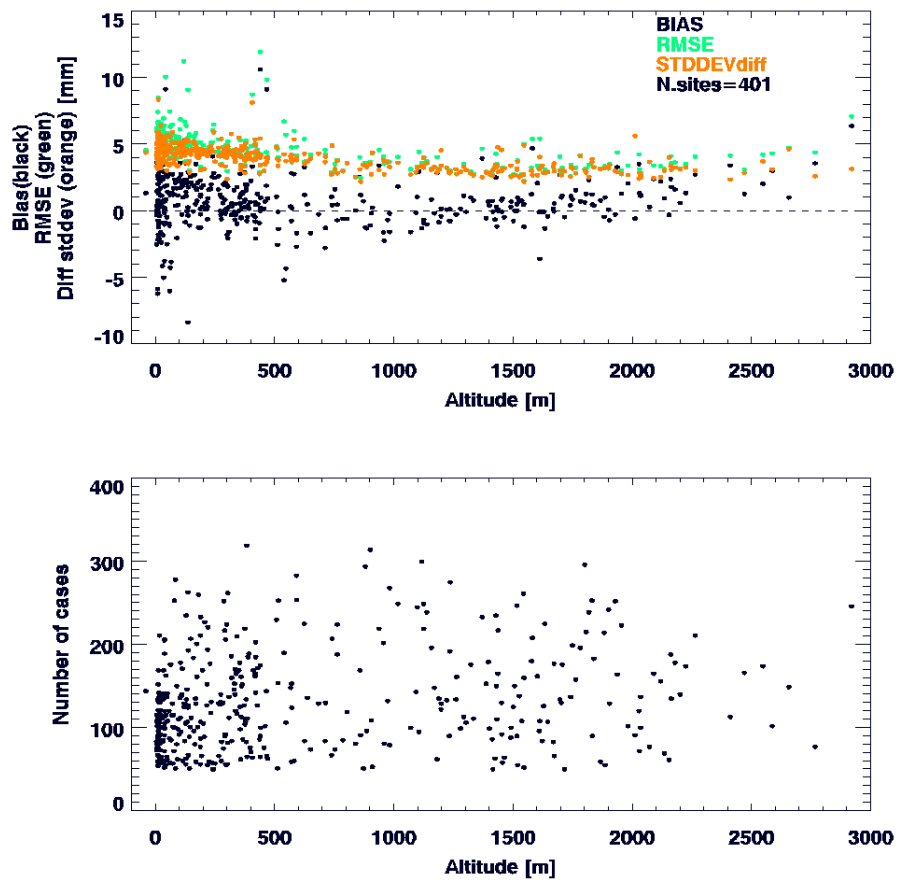 Bias(black)
RMSE (green)
Diff stddev (orange) [mm]
15
10
5
0
-5
-10
BIAS
RMSE
STDDEVdiff
N.sites=401
0 500 1000 1500 2000 2500 3000
Altitude [m]
Number of cases
400
300
200
100
0
0 500 1000 1500 2000 2500 3000
Altitude [m]